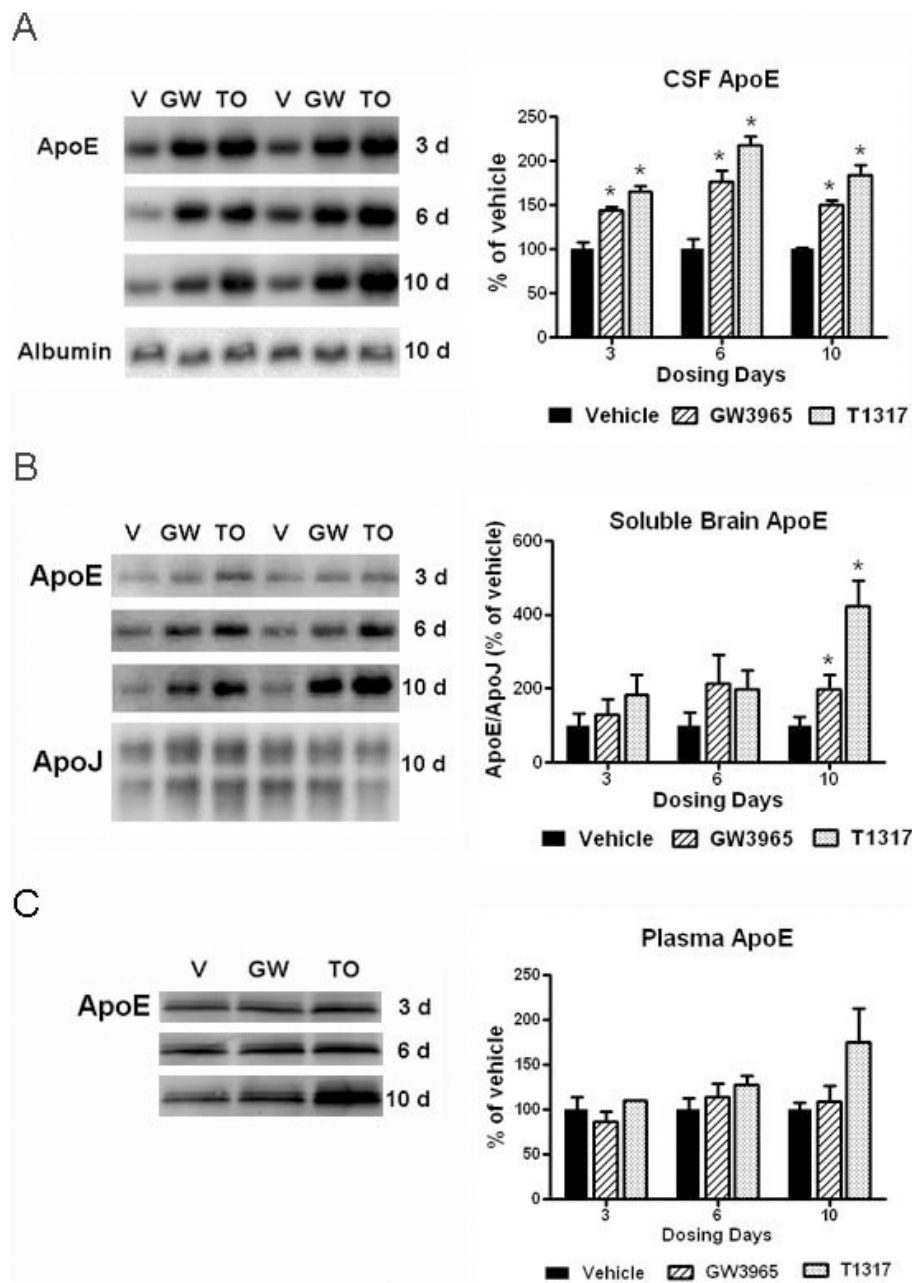 A
V GW TO V GW TO
ApoE
3 d
6 d
10 d
Albumin
10 d
CSF ApoE
% of vehicle
250
200
150
100
50
0
* * * * * *
3 6 10
Dosing Days
Vehicle GW3965 T1317
B
V GW TO V GW TO
ApoE
3 d
6 d
10 d
ApoJ
10 d
Soluble Brain ApoE
ApoE/ApoJ (% of vehicle)
600
400
200
0
* *
3 6 10
Dosing Days
Vehicle GW3965 T1317
C
V GW TO
ApoE
3 d
6 d
10 d
Plasma ApoE
% of vehicle
250
200
150
100
50
0
3 6 10
Dosing Days
Vehicle GW3965 T1317